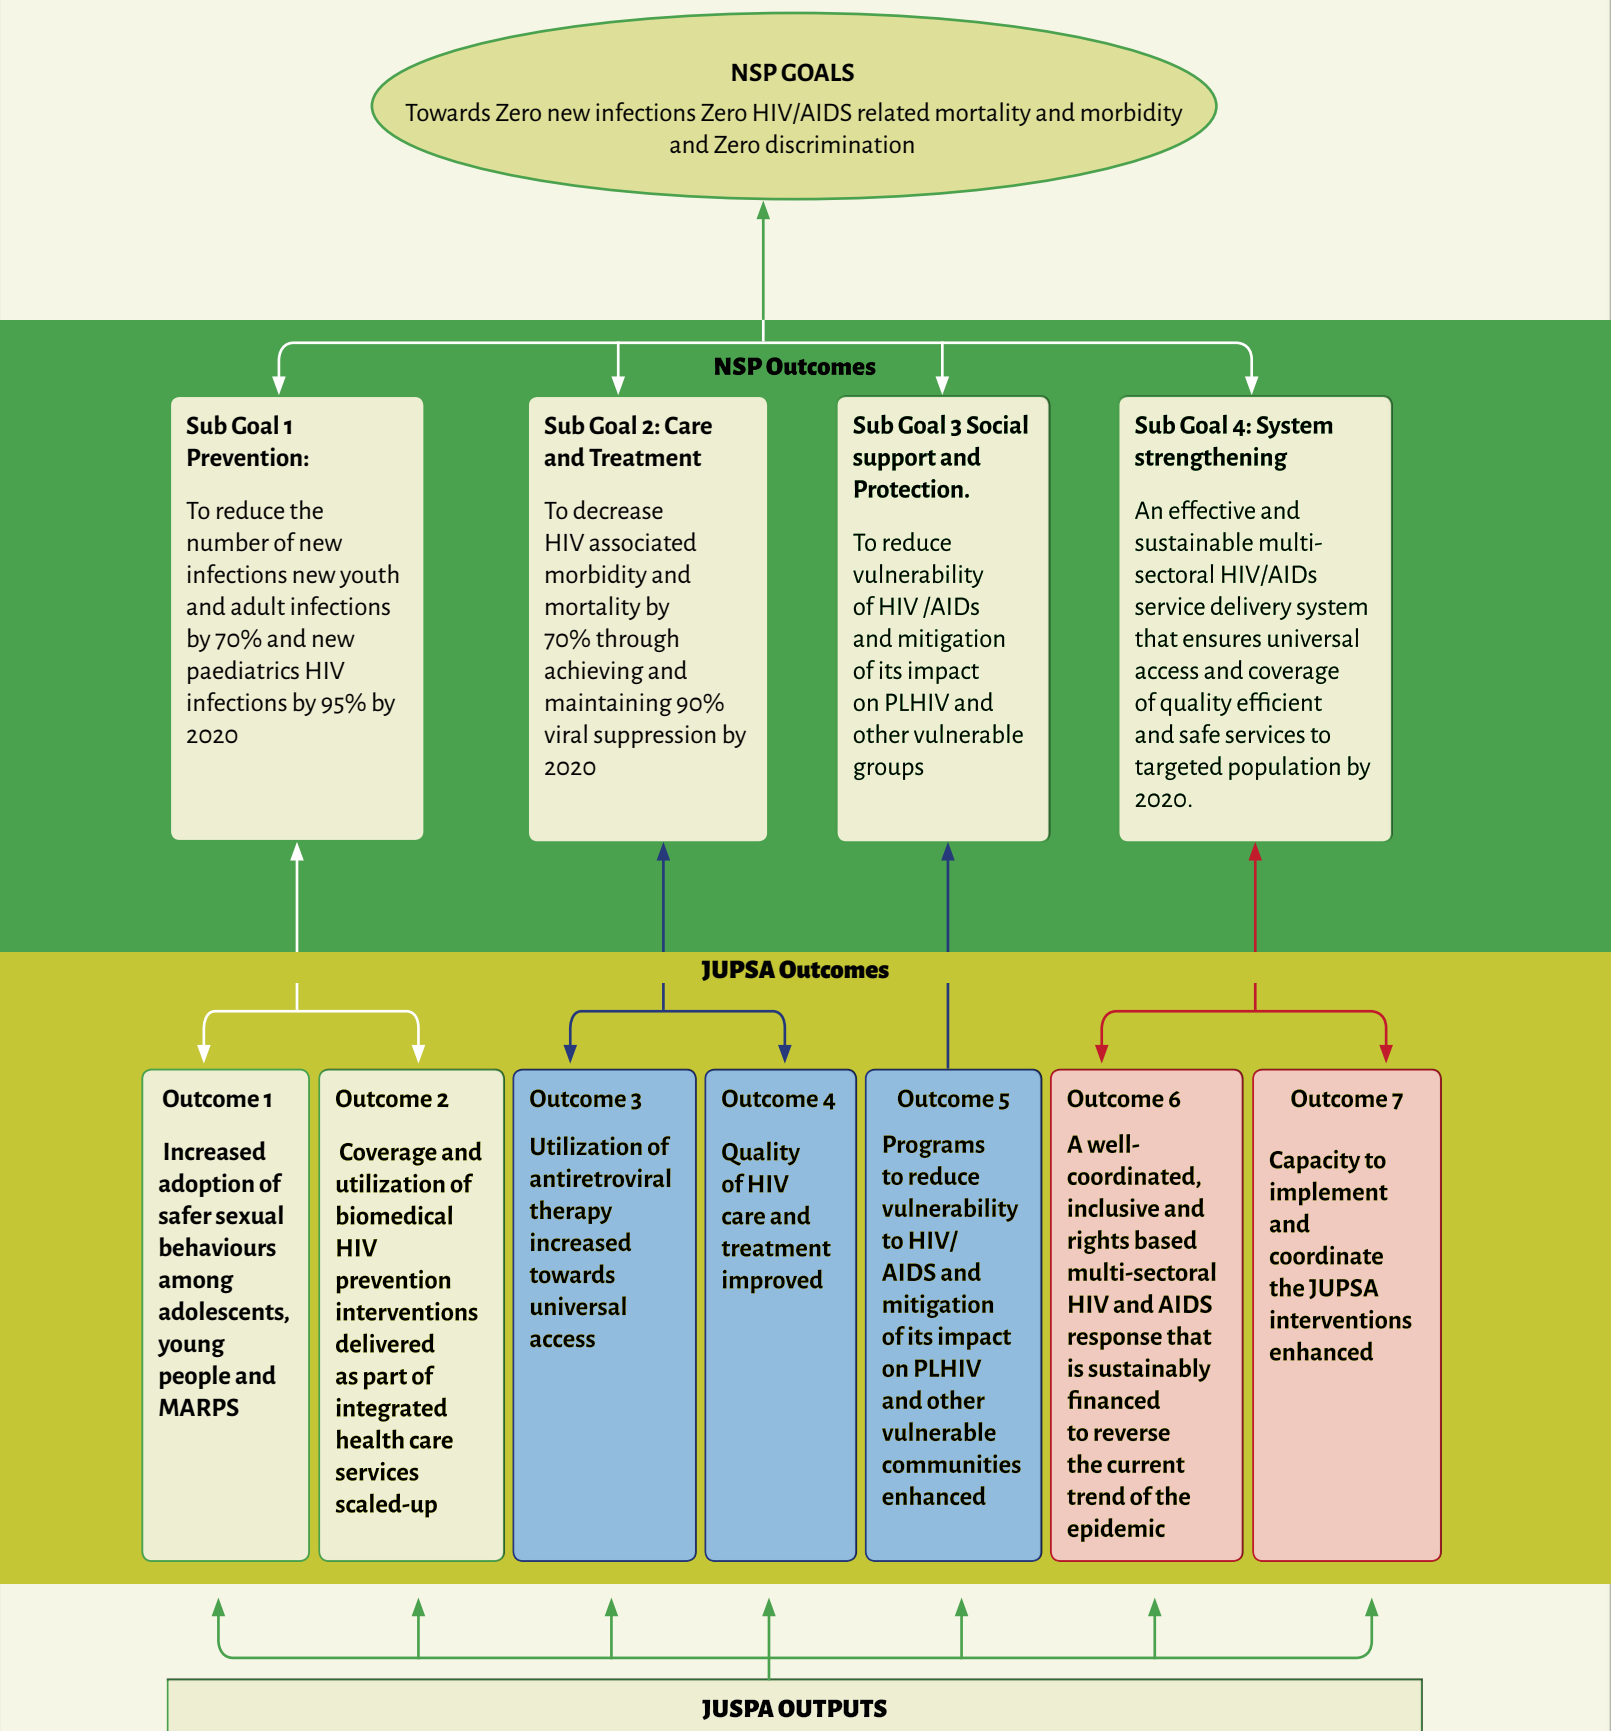 NSP GOALS
Towards Zero new infections Zero HIV/AIDS related mortality and morbidity
and Zero discrimination
NSP Outcomes
Sub Goal 1
Prevention:
To reduce the
number of new
infections new youth
and adult infections
by 70% and new
paediatrics HIV
infections by 95% by
2020
Sub Goal 2: Care
and Treatment
To decrease
HIV associated
morbidity and
mortality by
70% through
achieving and
maintaining 90%
viral suppression by
2020
Sub Goal 3 Social
support and
Protection.
To reduce
vulnerability
of HIV /AIDs
and mitigation
of its impact
on PLHIV and
other vulnerable
groups
Sub Goal 4: System
strengthening
An effective and
sustainable multi-
sectoral HIV/AIDs
service delivery system
that ensures universal
access and coverage
of quality efficient
and safe services to
targeted population by
2020.
JUPSA Outcomes
Outcome 1
Increased
adoption of
safer sexual
behaviours
among
adolescents,
young
people and
MARPS
Outcome 2
Coverage and
utilization of
biomedical
HIV
prevention
interventions
delivered
as part of
integrated
health care
services
scaled-up
Outcome 3
Utilization of
antiretroviral
therapy
increased
towards
universal
access
Outcome 4
Quality
of HIV
care and
treatment
improved
Outcome 5
Programs
to reduce
vulnerability
to HIV/
AIDS and
mitigation
of its impact
on PLHIV
and other
vulnerable
communities
enhanced
Outcome 6
A well-
coordinated,
inclusive and
rights based
multi-sectoral
HIV and AIDS
response that
is sustainably
financed
to reverse
the current
trend of the
epidemic
Outcome 7
Capacity to
implement
and
coordinate
the JUPSA
interventions
enhanced
JUSPA OUTPUTS